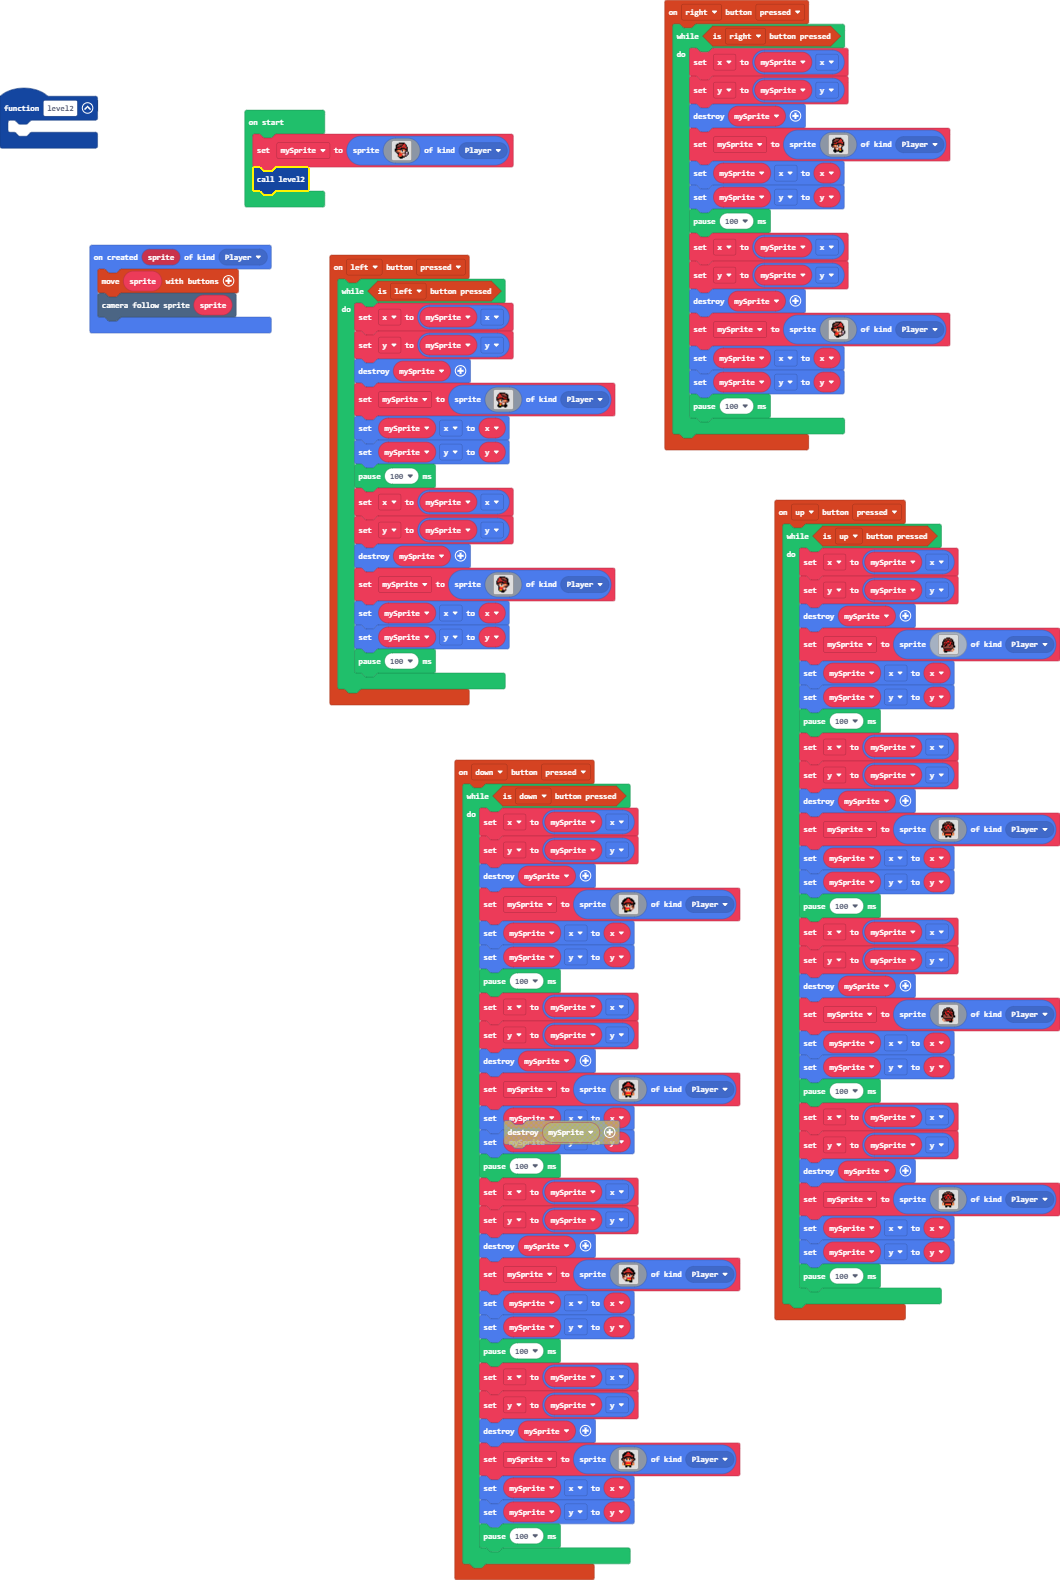 function level2
on start
set mySprite to sprite of kind Player
call level2
on created sprite of kind Player
move sprite with buttons
camera follow sprite sprite
on left button pressed
while is left button pressed
do
set x to mySprite x
set y to mySprite y
destroy mySprite
set mySprite to sprite of kind Player
set mySprite x to x
set mySprite y to y
pause 100 ms
set x to mySprite x
set y to mySprite y
destroy mySprite
set mySprite to sprite of kind Player
set mySprite x to x
set mySprite y to y
pause 100 ms
on right button pressed
while is right button pressed
do
set x to mySprite x
set y to mySprite y
destroy mySprite
set mySprite to sprite of kind Player
set mySprite x to x
set mySprite y to y
pause 100 ms
set x to mySprite x
set y to mySprite y
destroy mySprite
set mySprite to sprite of kind Player
set mySprite x to x
set mySprite y to y
pause 100 ms
on down button pressed
while is down button pressed
do
set x to mySprite x
set y to mySprite y
destroy mySprite
set mySprite to sprite of kind Player
set mySprite x to x
set mySprite y to y
pause 100 ms
set x to mySprite x
set y to mySprite y
destroy mySprite
set mySprite to sprite of kind Player
set mySprite x to x
destroy mySprite
set mySprite y to y
pause 100 ms
set x to mySprite x
set y to mySprite y
destroy mySprite
set mySprite to sprite of kind Player
set mySprite x to x
set mySprite y to y
pause 100 ms
set x to mySprite x
set y to mySprite y
destroy mySprite
set mySprite to sprite of kind Player
set mySprite x to x
set mySprite y to y
pause 100 ms
on up button pressed
while is up button pressed
do
set x to mySprite x
set y to mySprite y
destroy mySprite
set mySprite to sprite of kind Player
set mySprite x to x
set mySprite y to y
pause 100 ms
set x to mySprite x
set y to mySprite y
destroy mySprite
set mySprite to sprite of kind Player
set mySprite x to x
set mySprite y to y
pause 100 ms
set x to mySprite x
set y to mySprite y
destroy mySprite
set mySprite to sprite of kind Player
set mySprite x to x
set mySprite y to y
pause 100 ms
set x to mySprite x
set y to mySprite y
destroy mySprite
set mySprite to sprite of kind Player
set mySprite x to x
set mySprite y to y
pause 100 ms